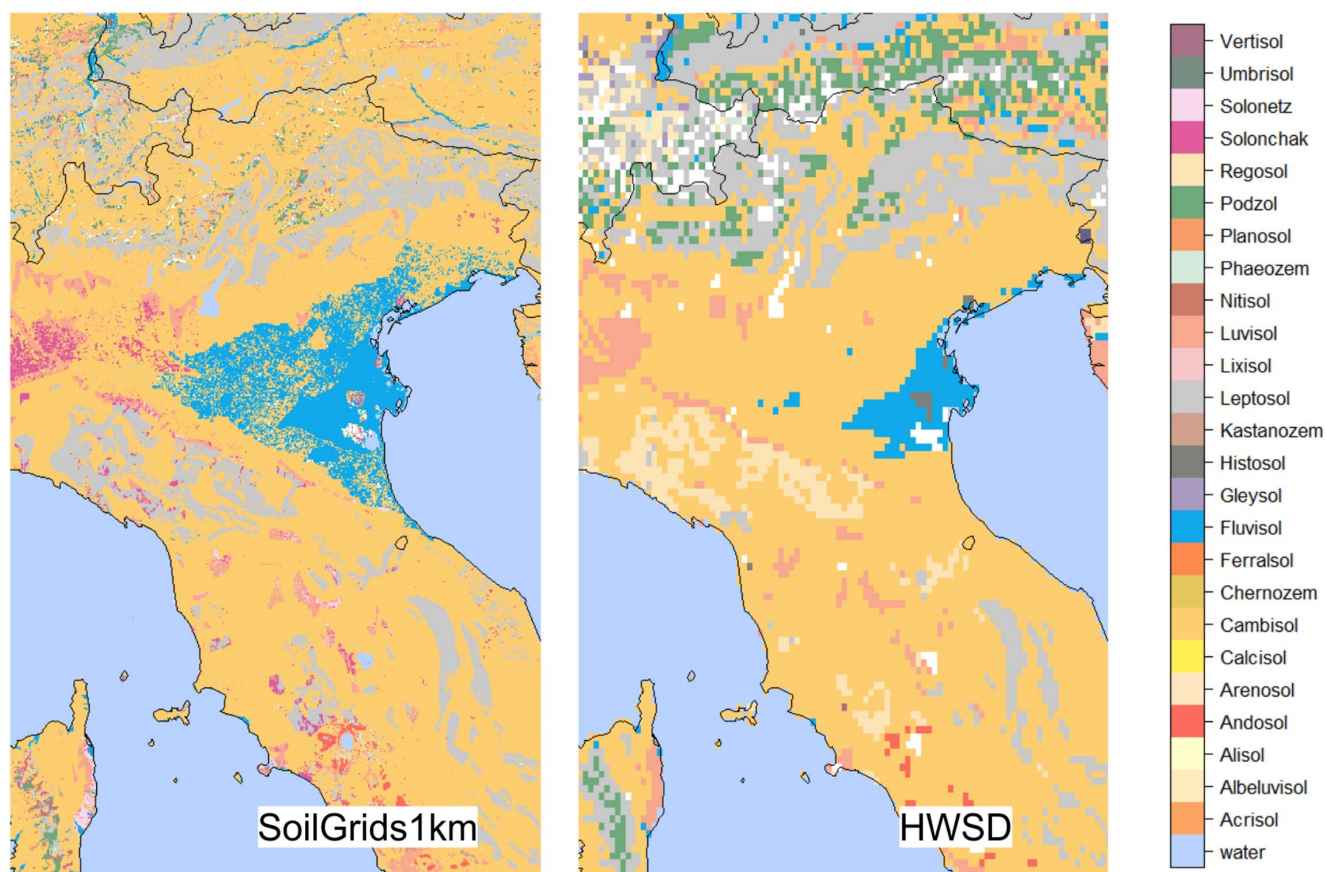 SoilGrids1km
HWSD
Vertisol
Umbrisol
Solonetz
Solonchak
Regosol
Podzol
Planosol
Phaeozem
Nitisol
Luvisol
Lixisol
Leptosol
Kastanozem
Histosol
Gleysol
Fluvisol
Ferralsol
Chernozem
Cambisol
Calcisol
Arenosol
Andosol
Alisol
Albeluvisol
Acrisol
water